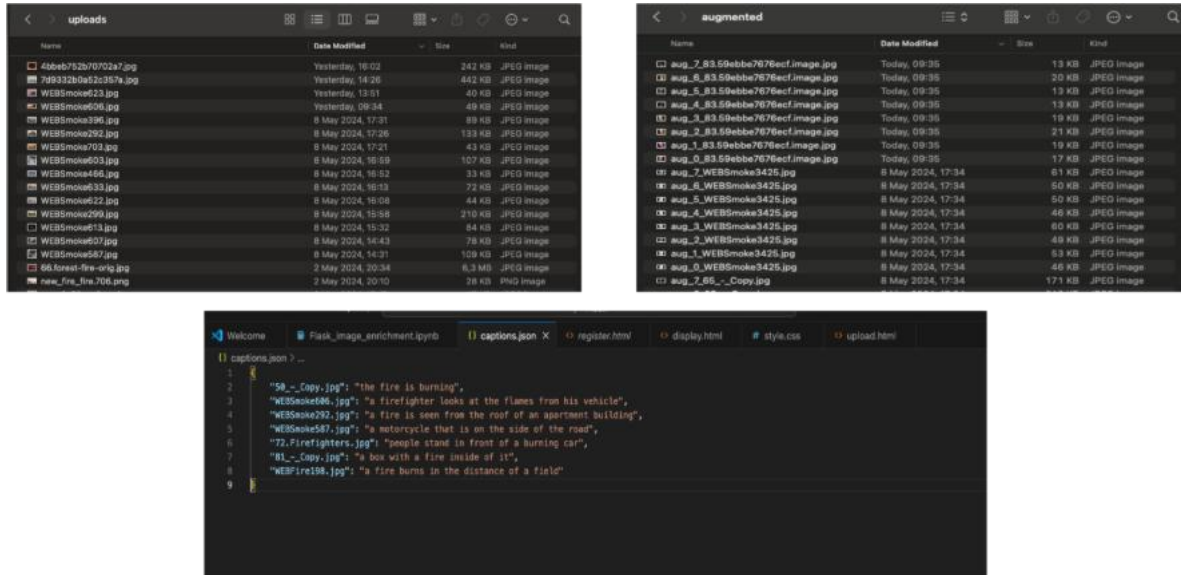 uploads
Name Date Modified Size Kind
4bbeb752b70702a7.jpg Yesterday, 16:02 242 KB JPEG image
7d9332b0a52c357a.jpg Yesterday, 14:26 442 KB JPEG image
WEBSmoke623.jpg Yesterday, 13:51 40 KB JPEG image
WEBSmoke606.jpg Yesterday, 09:34 49 KB JPEG image
WEBSmoke396.jpg 8 May 2024, 17:31 89 KB JPEG image
WEBSmoke292.jpg 8 May 2024, 17:26 133 KB JPEG image
WEBSmoke703.jpg 8 May 2024, 17:21 43 KB JPEG image
WEBSmoke603.jpg 8 May 2024, 16:59 107 KB JPEG image
WEBSmoke466.jpg 8 May 2024, 16:52 33 KB JPEG image
WEBSmoke633.jpg 8 May 2024, 16:13 72 KB JPEG image
WEBSmoke622.jpg 8 May 2024, 16:08 44 KB JPEG image
WEBSmoke299.jpg 8 May 2024, 15:58 210 KB JPEG image
WEBSmoke613.jpg 8 May 2024, 15:32 84 KB JPEG image
WEBSmoke607.jpg 8 May 2024, 14:43 78 KB JPEG image
WEBSmoke587.jpg 8 May 2024, 14:31 109 KB JPEG image
66.forest-fire-orig.jpg 2 May 2024, 20:34 6,3 MB JPEG image
new_fire_fire.706.png 2 May 2024, 20:10 28 KB PNG image
augmented
Name Date Modified Size Kind
aug_7_83.59ebbe7676ecf.image.jpg Today, 09:35 13 KB JPEG image
aug_6_83.59ebbe7676ecf.image.jpg Today, 09:35 20 KB JPEG image
aug_5_83.59ebbe7676ecf.image.jpg Today, 09:35 13 KB JPEG image
aug_4_83.59ebbe7676ecf.image.jpg Today, 09:35 13 KB JPEG image
aug_3_83.59ebbe7676ecf.image.jpg Today, 09:35 19 KB JPEG image
aug_2_83.59ebbe7676ecf.image.jpg Today, 09:35 21 KB JPEG image
aug_1_83.59ebbe7676ecf.image.jpg Today, 09:35 19 KB JPEG image
aug_0_83.59ebbe7676ecf.image.jpg Today, 09:35 17 KB JPEG image
aug_7_WEBSmoke3425.jpg 8 May 2024, 17:34 61 KB JPEG image
aug_6_WEBSmoke3425.jpg 8 May 2024, 17:34 50 KB JPEG image
aug_5_WEBSmoke3425.jpg 8 May 2024, 17:34 50 KB JPEG image
aug_4_WEBSmoke3425.jpg 8 May 2024, 17:34 46 KB JPEG image
aug_3_WEBSmoke3425.jpg 8 May 2024, 17:34 60 KB JPEG image
aug_2_WEBSmoke3425.jpg 8 May 2024, 17:34 49 KB JPEG image
aug_1_WEBSmoke3425.jpg 8 May 2024, 17:34 53 KB JPEG image
aug_0_WEBSmoke3425.jpg 8 May 2024, 17:34 46 KB JPEG image
aug_7_65_-_Copy.jpg 8 May 2024, 17:34 171 KB JPEG image
Welcome Flask_image_enrichment.ipynb {} captions.json X <> register.html <> display.html # style.css <> upload.html
{} captions.json > ...
1 {
2 "50_-_Copy.jpg": "the fire is burning",
3 "WEBSmoke606.jpg": "a firefighter looks at the flames from his vehicle",
4 "WEBSmoke292.jpg": "a fire is seen from the roof of an apartment building",
5 "WEBSmoke587.jpg": "a motorcycle that is on the side of the road",
6 "72.Firefighters.jpg": "people stand in front of a burning car",
7 "81_-_Copy.jpg": "a box with a fire inside of it",
8 "WEBFire198.jpg": "a fire burns in the distance of a field"
9 }